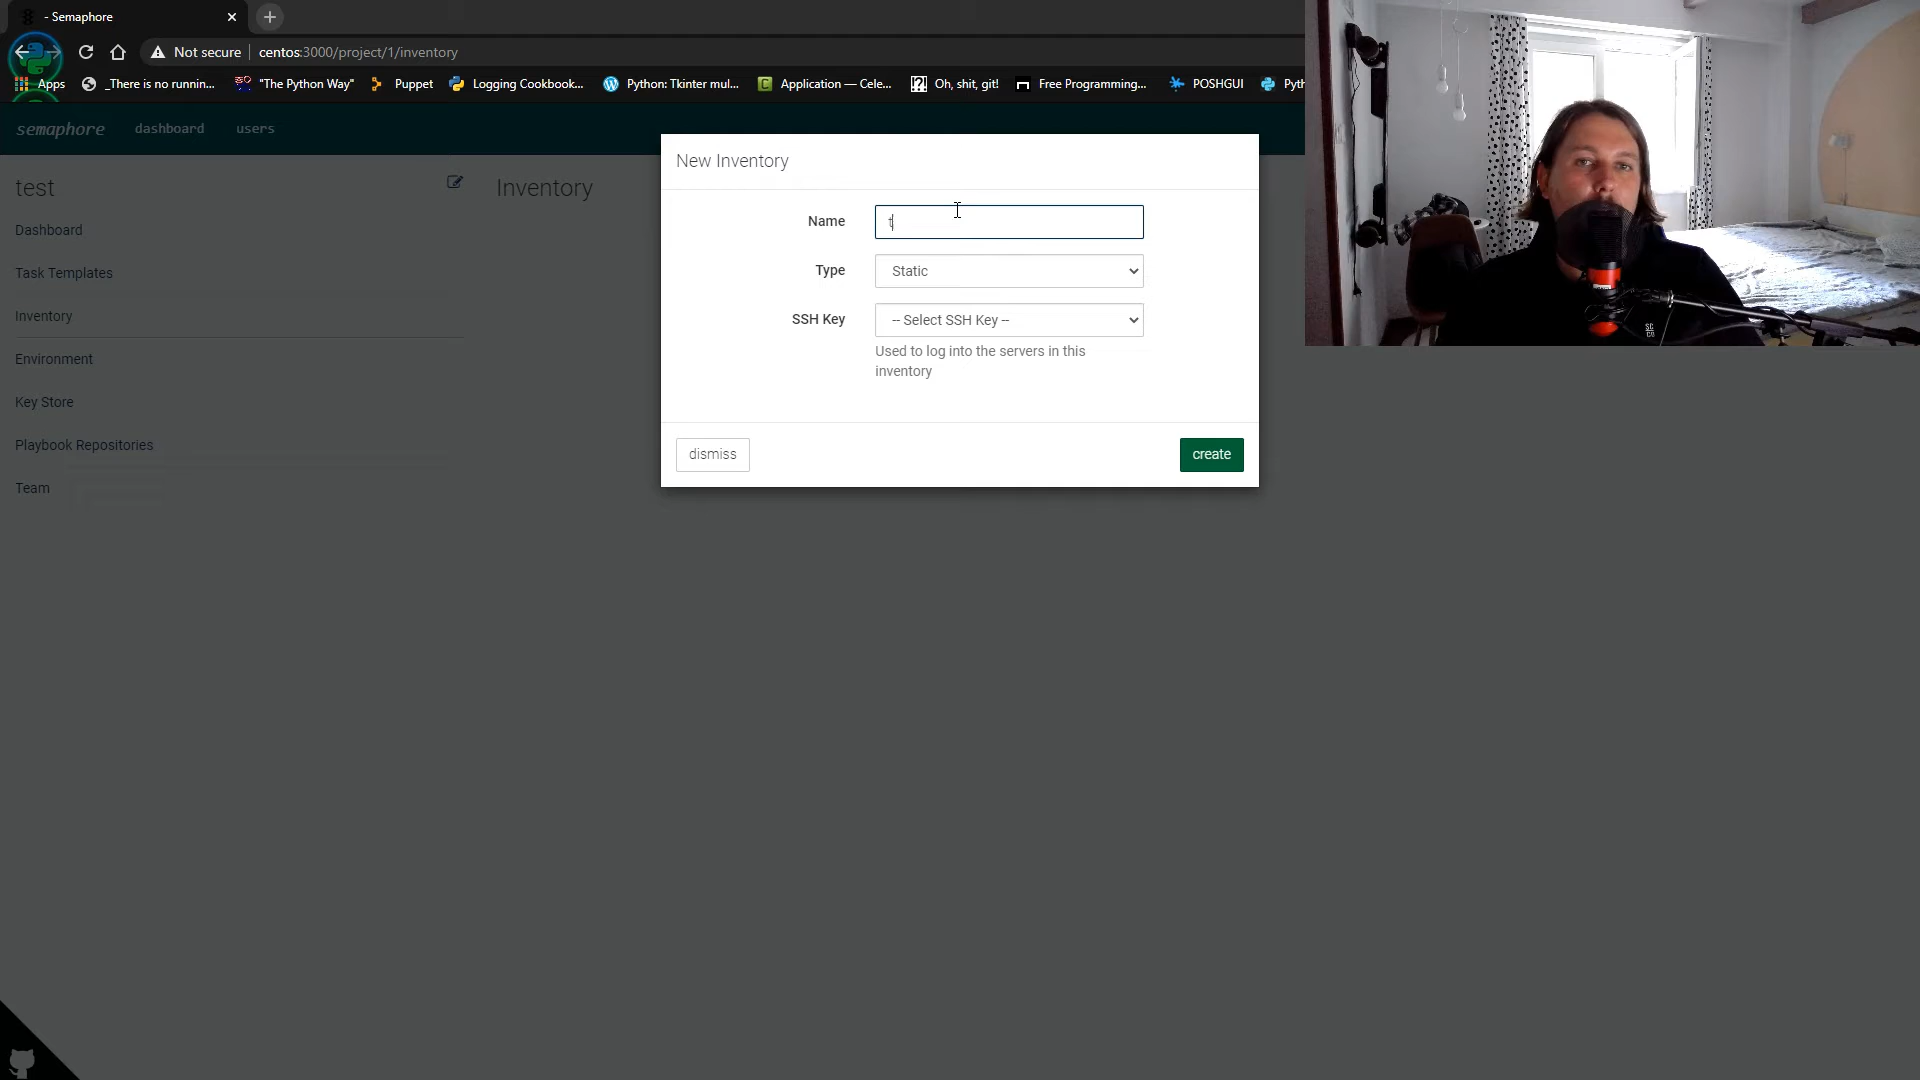 - Semaphore
Not secure
centos:3000/project/1/inventory
Apps
_There is no runnin...
"The Python Way"
Puppet
Logging Cookbook...
Python: Tkinter mul...
Application — Cele...
Oh, shit, git!
Free Programming...
POSHGUI
Pyth
semaphore
dashboard
users
test
Dashboard
Task Templates
Inventory
Environment
Key Store
Playbook Repositories
Team
Inventory
New Inventory
Name
t
Type
Static
SSH Key
-- Select SSH Key --
Used to log into the servers in this
inventory
dismiss
create